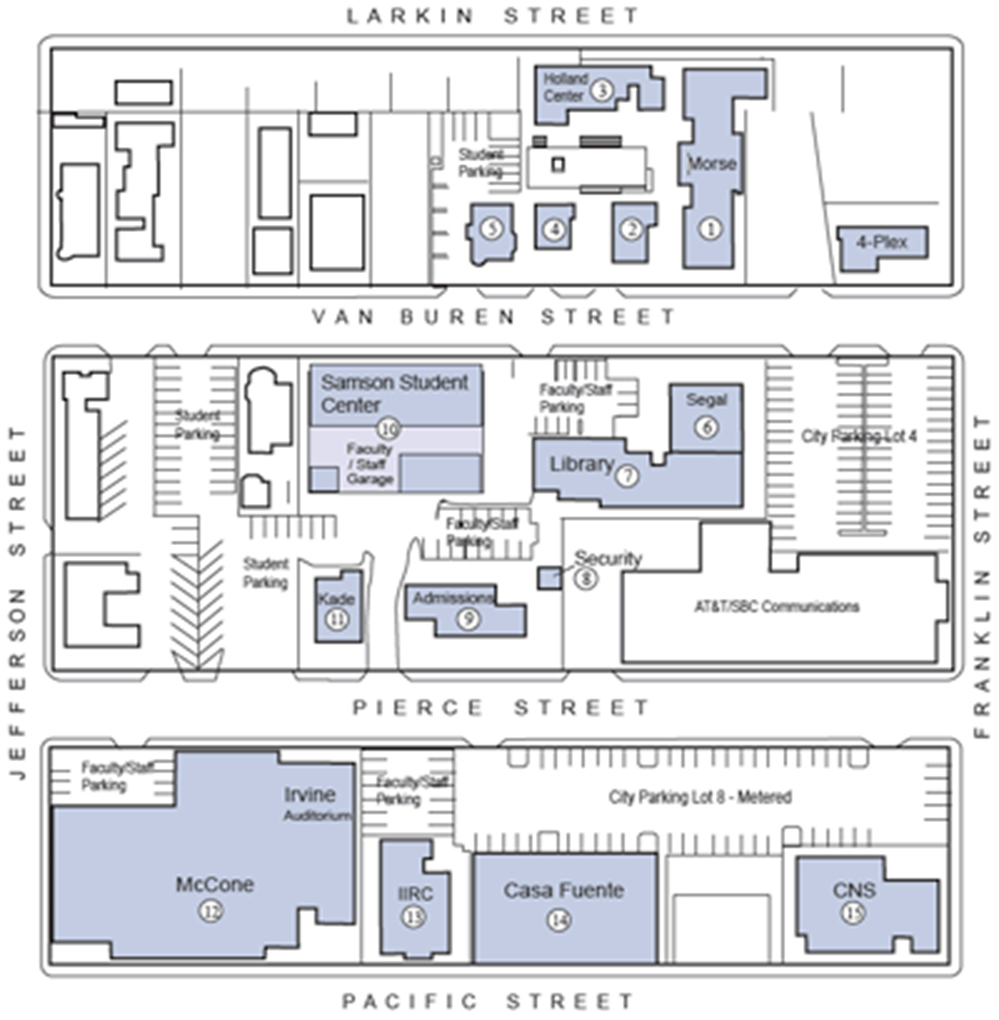 LARKIN STREET
Holland
Center
3
Morse
Student
Parking
5
4
2
1
4-Plex
VAN BUREN STREET
JEFFERSON STREET
FRANKLIN STREET
Samson Student
Center
10
Faculty
/ Staff
Garage
Student
Parking
Faculty/Staff
Parking
Segal
6
Library
7
City Parking Lot 4
Faculty/Staff
Parking
Student
Parking
Security
8
Kade
11
Admissions
9
AT&T/SBC Communications
PIERCE STREET
Faculty/Staff
Parking
Irvine
Auditorium
Faculty/Staff
Parking
City Parking Lot 8 - Metered
McCone
12
IIRC
13
Casa Fuente
14
CNS
15
PACIFIC STREET